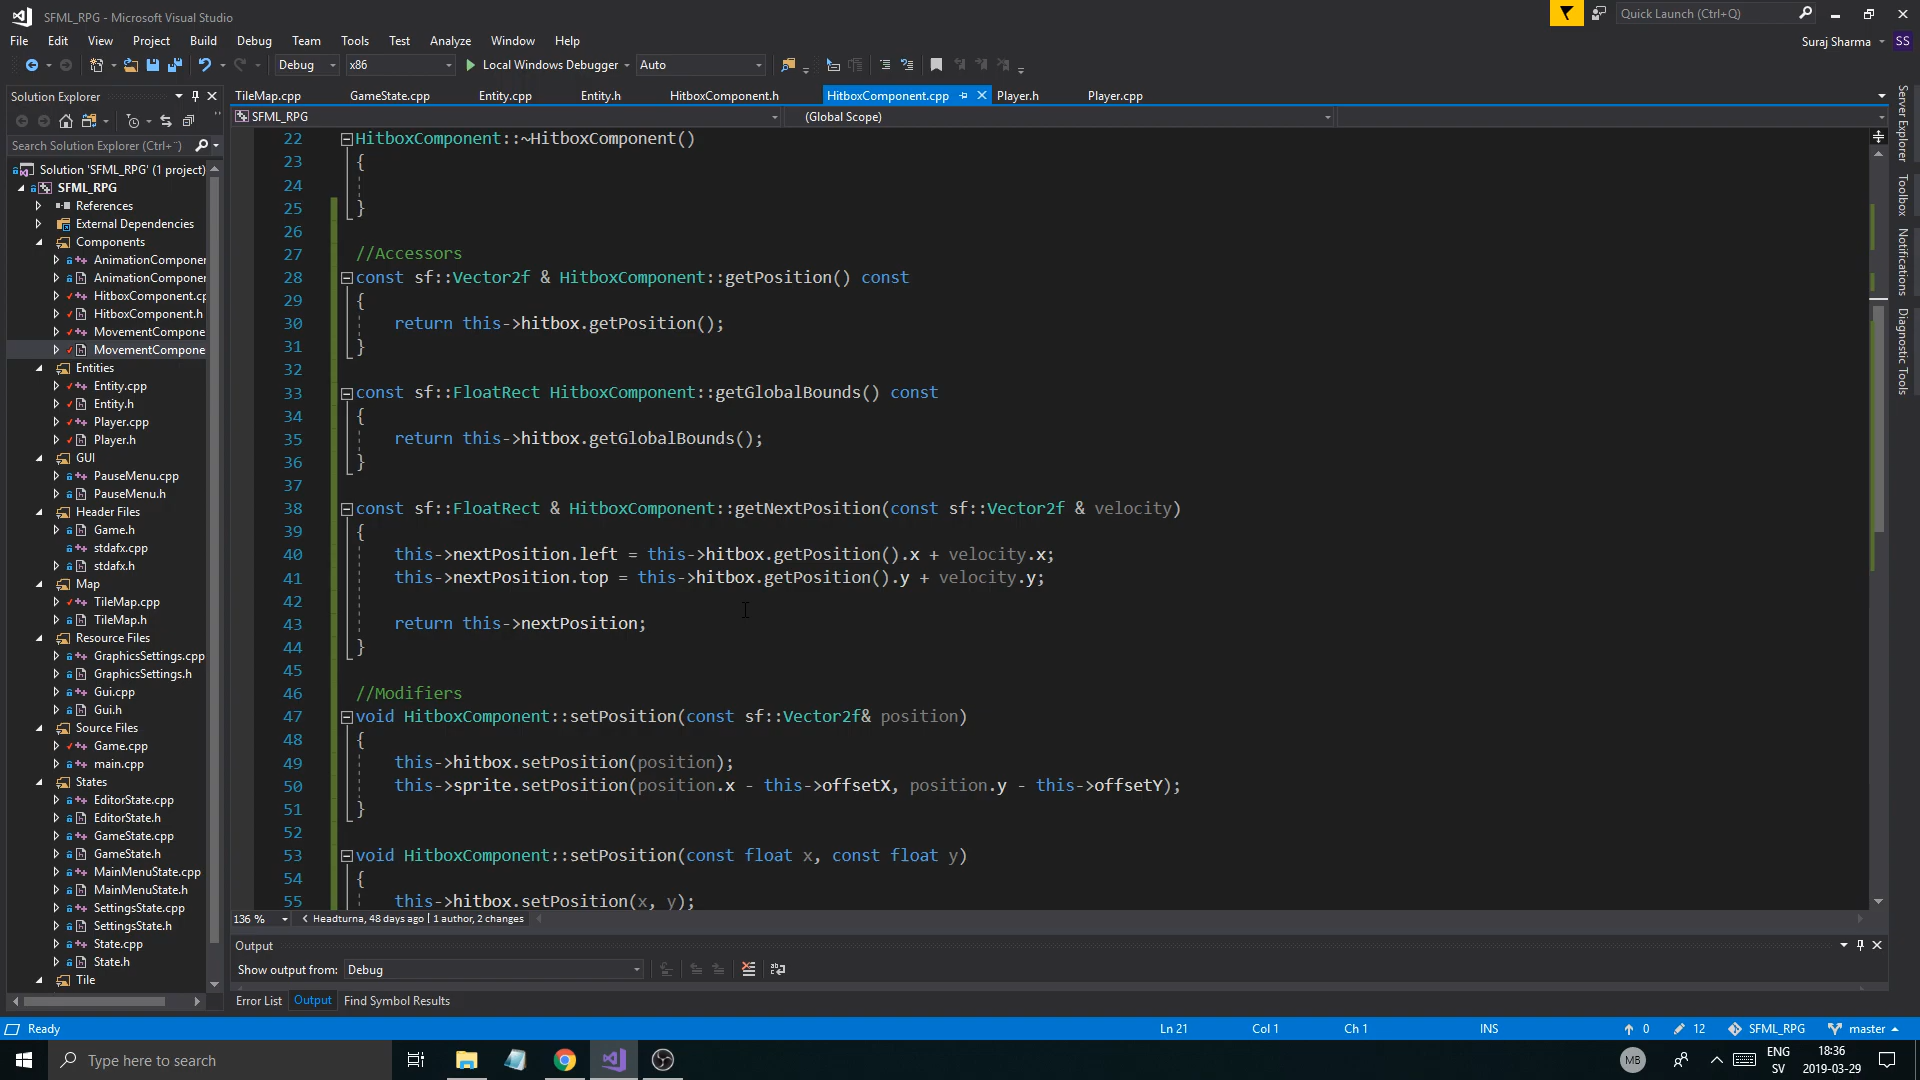 SFML_RPG - Microsoft Visual Studio
Quick Launch (Ctrl+Q)
File Edit View Project Build Debug Team Tools Test Analyze Window Help
Suraj Sharma SS
Debug x86 Local Windows Debugger Auto
Solution Explorer
Search Solution Explorer (Ctrl+¨)
Solution 'SFML_RPG' (1 project)
SFML_RPG
References
External Dependencies
Components
AnimationComponen
AnimationComponen
HitboxComponent.cp
HitboxComponent.h
MovementCompone
MovementCompone
Entities
Entity.cpp
Entity.h
Player.cpp
Player.h
GUI
PauseMenu.cpp
PauseMenu.h
Header Files
Game.h
stdafx.cpp
stdafx.h
Map
TileMap.cpp
TileMap.h
Resource Files
GraphicsSettings.cpp
GraphicsSettings.h
Gui.cpp
Gui.h
Source Files
Game.cpp
main.cpp
States
EditorState.cpp
EditorState.h
GameState.cpp
GameState.h
MainMenuState.cpp
MainMenuState.h
SettingsState.cpp
SettingsState.h
State.cpp
State.h
Tile
TileMap.cpp GameState.cpp Entity.cpp Entity.h HitboxComponent.h HitboxComponent.cpp Player.h Player.cpp
SFML_RPG (Global Scope)
22 HitboxComponent::~HitboxComponent()
23 {
24
25 }
26
27 //Accessors
28 const sf::Vector2f & HitboxComponent::getPosition() const
29 {
30 return this->hitbox.getPosition();
31 }
32
33 const sf::FloatRect HitboxComponent::getGlobalBounds() const
34 {
35 return this->hitbox.getGlobalBounds();
36 }
37
38 const sf::FloatRect & HitboxComponent::getNextPosition(const sf::Vector2f & velocity)
39 {
40 this->nextPosition.left = this->hitbox.getPosition().x + velocity.x;
41 this->nextPosition.top = this->hitbox.getPosition().y + velocity.y;
42
43 return this->nextPosition;
44 }
45
46 //Modifiers
47 void HitboxComponent::setPosition(const sf::Vector2f& position)
48 {
49 this->hitbox.setPosition(position);
50 this->sprite.setPosition(position.x - this->offsetX, position.y - this->offsetY);
51 }
52
53 void HitboxComponent::setPosition(const float x, const float y)
54 {
55 this->hitbox.setPosition(x, y);
136 % Headturna, 48 days ago | 1 author, 2 changes
Output
Show output from: Debug
Error List Output Find Symbol Results
Server Explorer
Toolbox
Notifications
Diagnostic Tools
Ready Ln 21 Col 1 Ch 1 INS 0 12 SFML_RPG master
Type here to search
MB
ENG
SV
18:36
2019-03-29